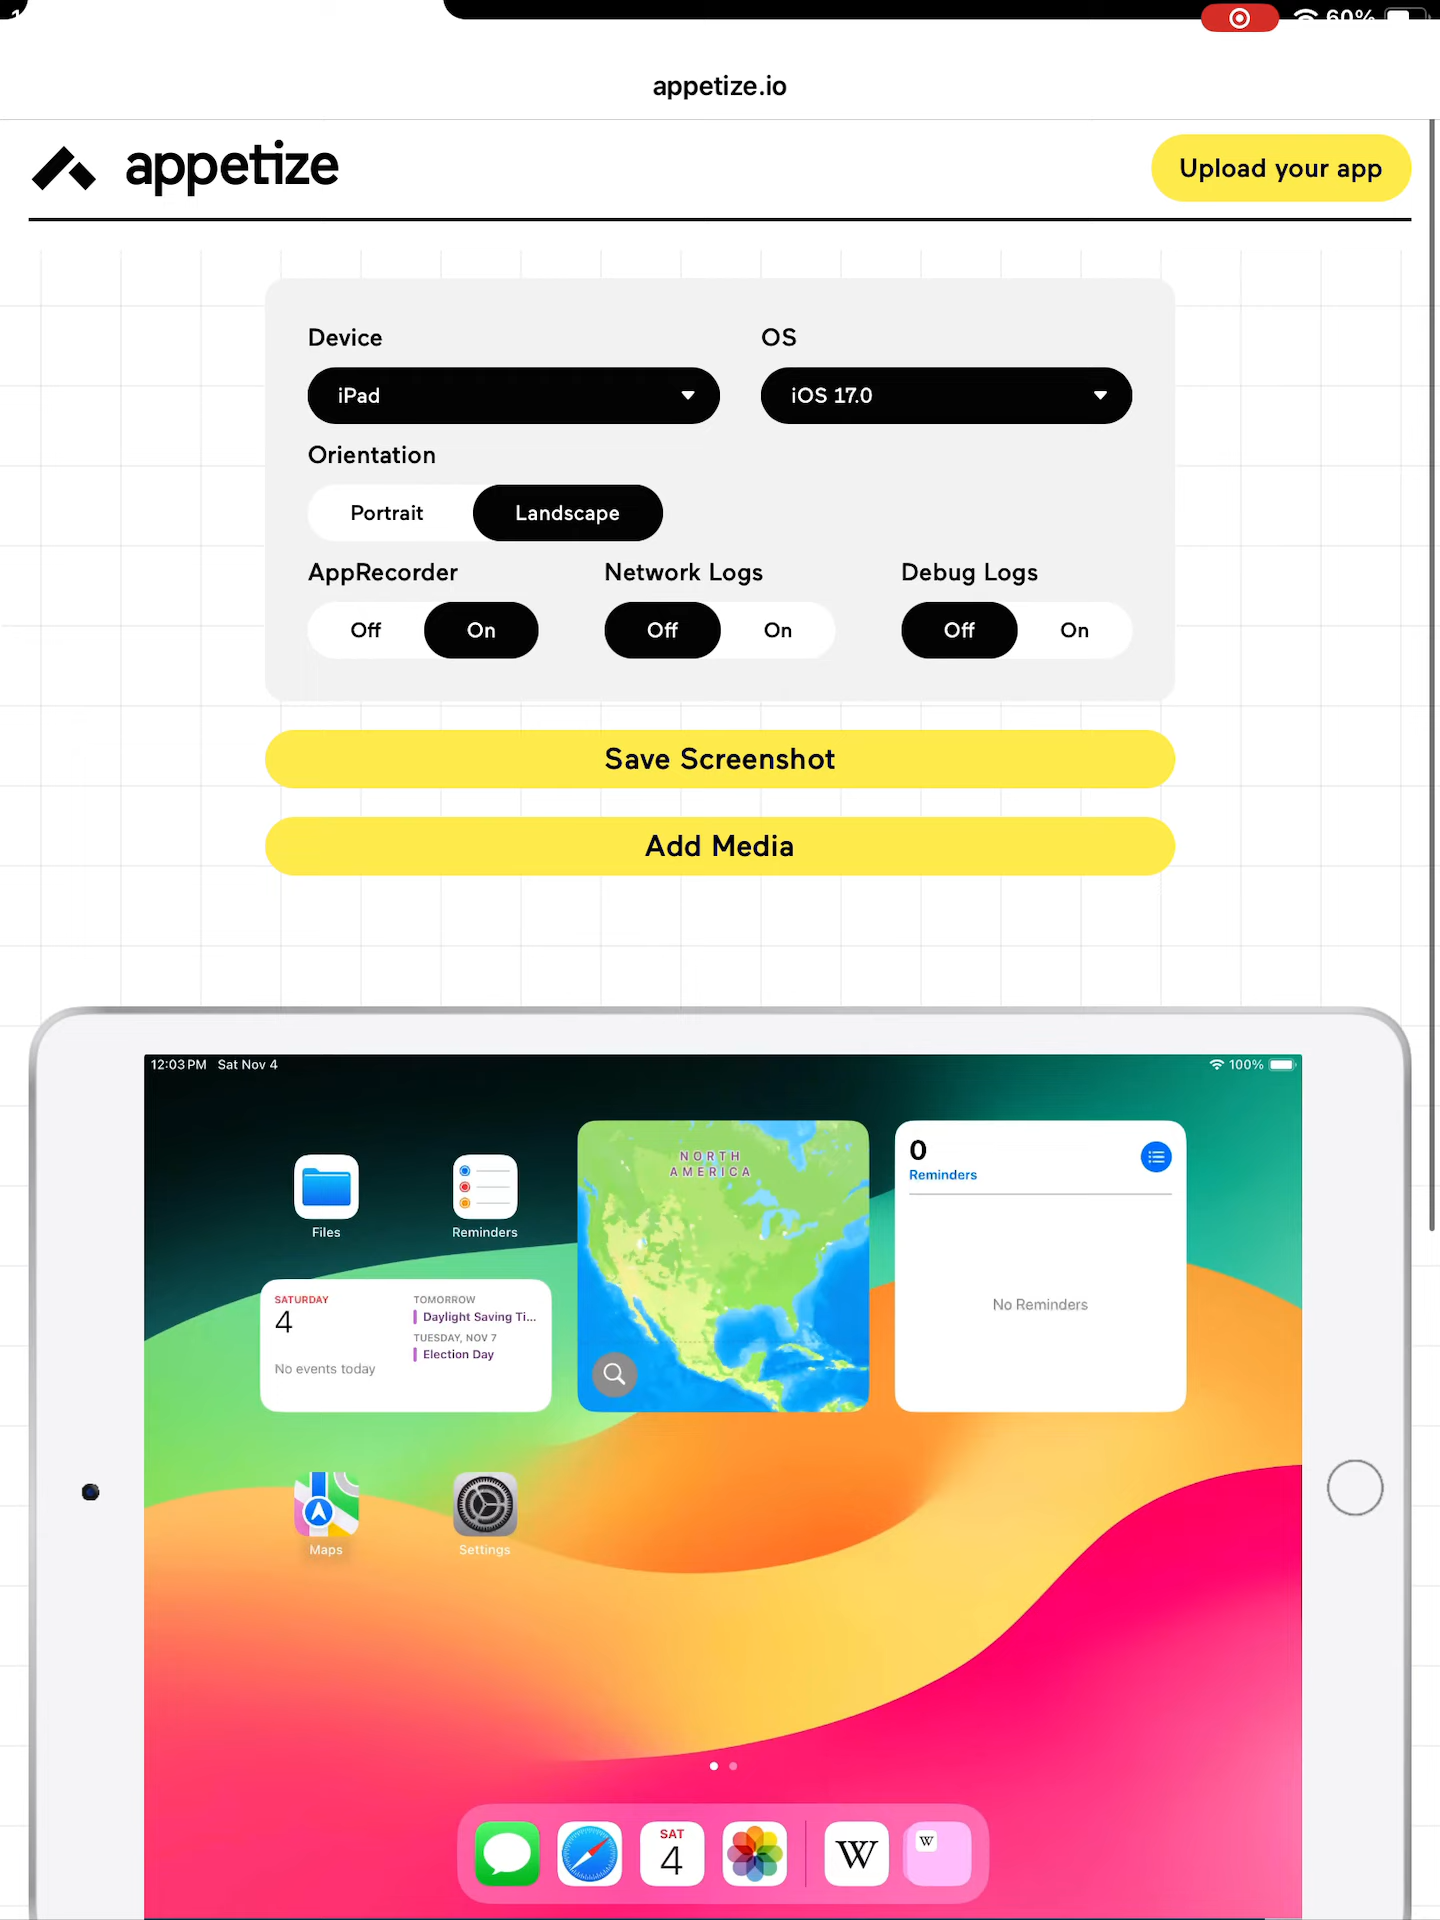 60%
appetize.io
appetize
Upload your app
Device
OS
iPad
iOS 17.0
Orientation
Portrait
Landscape
AppRecorder
Network Logs
Debug Logs
Off
On
Off
On
Off
On
Save Screenshot
Add Media
12:03 PM Sat Nov 4
100%
NORTH
AMERICA
0
Reminders
No Reminders
Files
Reminders
SATURDAY
4
No events today
TOMORROW
Daylight Saving Ti...
TUESDAY, NOV 7
Election Day
Maps
Settings
SAT
4
W
W